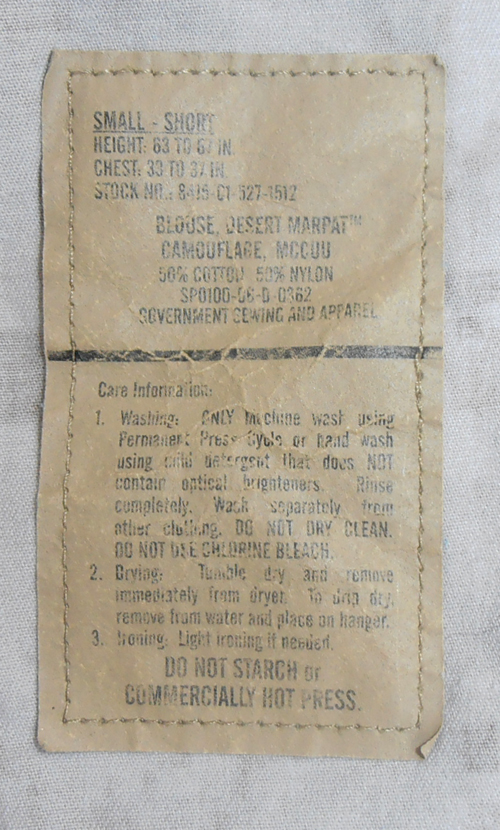 SMALL - SHORT
HEIGHT: 63 TO 67 IN.
CHEST: 33 TO 37 IN.
STOCK NR.: 8415-01-527-1512
BLOUSE, DESERT MARPAT™
CAMOUFLAGE, MCCUU
50% COTTON 50% NYLON
SP0100-06-D-0362
GOVERNMENT SEWING AND APPAREL
Care Information:
1. Washing: ONLY Machine wash using
Permanent Press Cycle or hand wash
using mild detergent that does NOT
contain optical brighteners. Rinse
completely. Wash separately from
other clothing. DO NOT DRY CLEAN.
DO NOT USE CHLORINE BLEACH.
2. Drying: Tumble dry and remove
immediately from dryer. To drip dry,
remove from water and place on hanger.
3. Ironing: Light ironing if needed.
DO NOT STARCH or
COMMERCIALLY HOT PRESS.